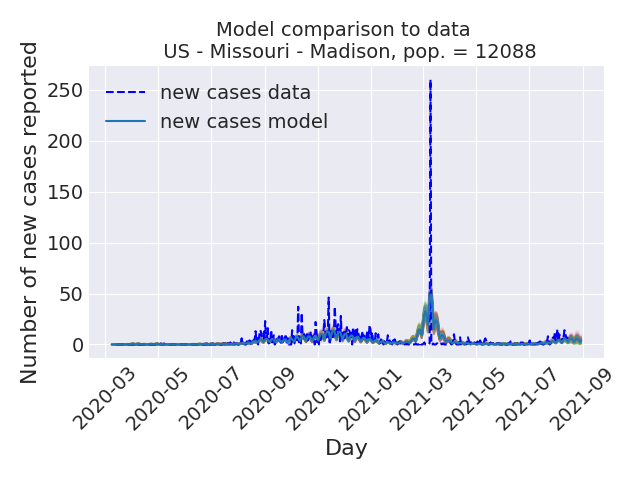 Model comparison to data
US - Missouri - Madison, pop. = 12088
new cases data
new cases model
Number of new cases reported
250
200
150
100
50
0
2020-03
2020-05
2020-07
2020-09
2020-11
2021-01
2021-03
2021-05
2021-07
2021-09
Day